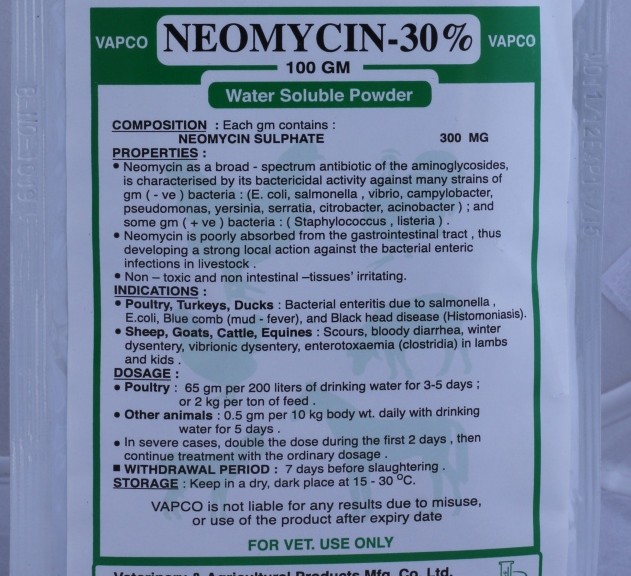 VAPCO NEOMYCIN-30% VAPCO
100 GM
Water Soluble Powder
COMPOSITION : Each gm contains :
NEOMYCIN SULPHATE 300 MG
PROPERTIES :
• Neomycin as a broad - spectrum antibiotic of the aminoglycosides,
is characterised by its bactericidal activity against many strains of
gm ( - ve ) bacteria : (E. coli, salmonella , vibrio, campylobacter,
pseudomonas, yersinia, serratia, citrobacter, acinobacter ) ; and
some gm ( + ve ) bacteria : ( Staphylococcus , listeria ) .
• Neomycin is poorly absorbed from the gastrointestinal tract , thus
developing a strong local action against the bacterial enteric
infections in livestock .
• Non – toxic and non intestinal –tissues' irritating.
INDICATIONS :
• Poultry, Turkeys, Ducks : Bacterial enteritis due to salmonella ,
E.coli, Blue comb (mud - fever), and Black head disease (Histomoniasis).
• Sheep, Goats, Cattle, Equines : Scours, bloody diarrhea, winter
dysentery, vibrionic dysentery, enterotoxaemia (clostridia) in lambs
and kids .
DOSAGE :
• Poultry : 65 gm per 200 liters of drinking water for 3-5 days ;
or 2 kg per ton of feed .
• Other animals : 0.5 gm per 10 kg body wt. daily with drinking
water for 5 days .
• In severe cases, double the dose during the first 2 days , then
continue treatment with the ordinary dosage .
■ WITHDRAWAL PERIOD : 7 days before slaughtering .
STORAGE : Keep in a dry, dark place at 15 - 30 °C.
VAPCO is not liable for any results due to misuse,
or use of the product after expiry date
FOR VET. USE ONLY
Veterinary & Agricultural Products Mfg. Co. Ltd.